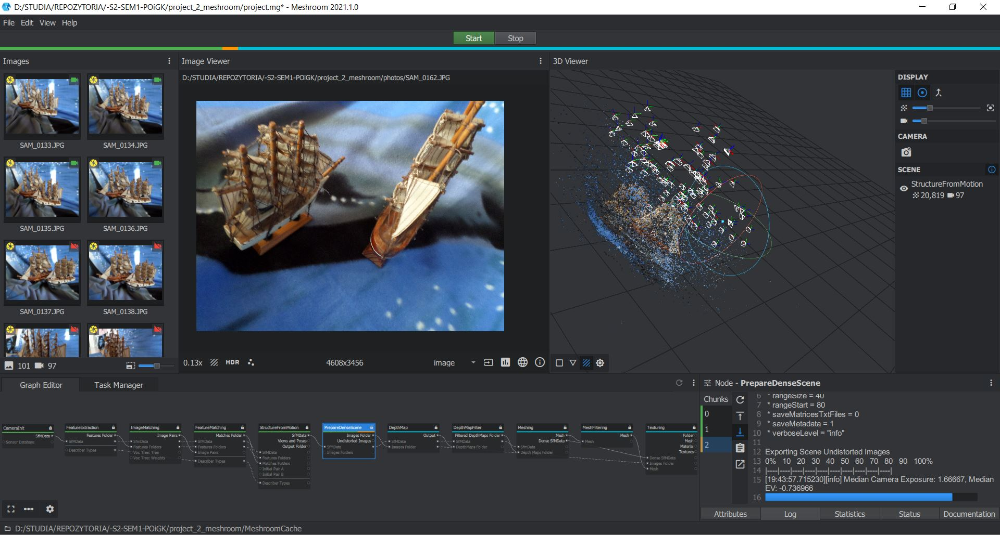 D:/STUDIA/REPOZYTORIA/-S2-SEM1-POiGK/project_2_meshroom/project.mg* - Meshroom 2021.1.0
File Edit View Help
Start Stop
Images
SAM_0133.JPG SAM_0134.JPG
SAM_0135.JPG SAM_0136.JPG
SAM_0137.JPG SAM_0138.JPG
101 97
Image Viewer
D:/STUDIA/REPOZYTORIA/-S2-SEM1-POiGK/project_2_meshroom/photos/SAM_0162.JPG
0.13x HDR 4608x3456 image
3D Viewer
DISPLAY
CAMERA
SCENE
StructureFromMotion
20,819 97
Graph Editor Task Manager
CameraInit
SfMData
Sensor Database
FeatureExtraction
Features Folder
SfMData
Describer Types
ImageMatching
Image Pairs
SfmData
Features Folders
Voc Tree: Tree
Voc Tree: Weights
FeatureMatching
Matches Folder
SfMData
Features Folders
Image Pairs
Describer Types
StructureFromMotion
SfMData
Views and Poses
Output Folder
SfMData
Features Folders
Matches Folders
Initial Pair A
Initial Pair B
Describer Types
PrepareDenseScene
Images Folder
Undistorted Images
SfMData
Images Folders
DepthMap
Output
SfMData
Images Folder
DepthMapFilter
Filtered DepthMaps Folder
SfMData
DepthMaps Folder
Meshing
Mesh
Dense SfMData
SfmData
Depth Maps Folder
MeshFiltering
Mesh
Mesh
Texturing
Folder
Mesh
Material
Textures
Dense SfMData
Images Folder
Mesh
Node - PrepareDenseScene
Chunks
0
1
2
6 * rangeSize = 40
7 * rangeStart = 80
8 * saveMatricesTxtFiles = 0
9 * saveMetadata = 1
10 * verboseLevel = "info"
11
12 Exporting Scene Undistorted Images
13 0% 10 20 30 40 50 60 70 80 90 100%
14 |----|----|----|----|----|----|----|----|----|----|
15 [19:43:57.715230][info] Median Camera Exposure: 1.66667, Median
EV: -0.736966
16
Attributes Log Statistics Status Documentation
D:/STUDIA/REPOZYTORIA/-S2-SEM1-POiGK/project_2_meshroom/MeshroomCache